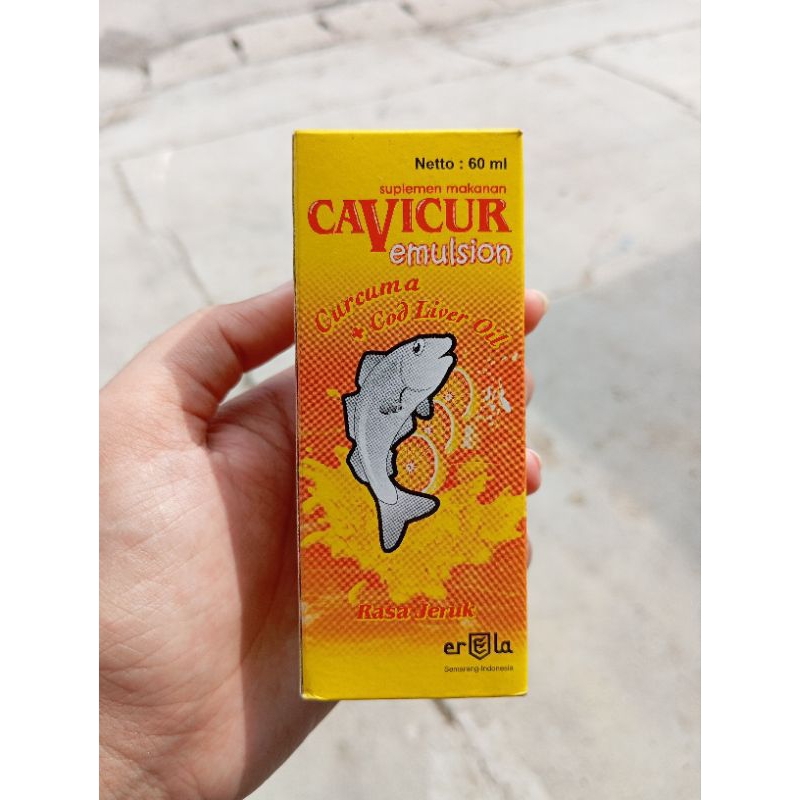 Netto : 60 ml
suplemen makanan
CAVICUR
emulsion
Curcuma
+ Cod Liver Oil
Rasa Jeruk
erela
Semarang-Indonesia